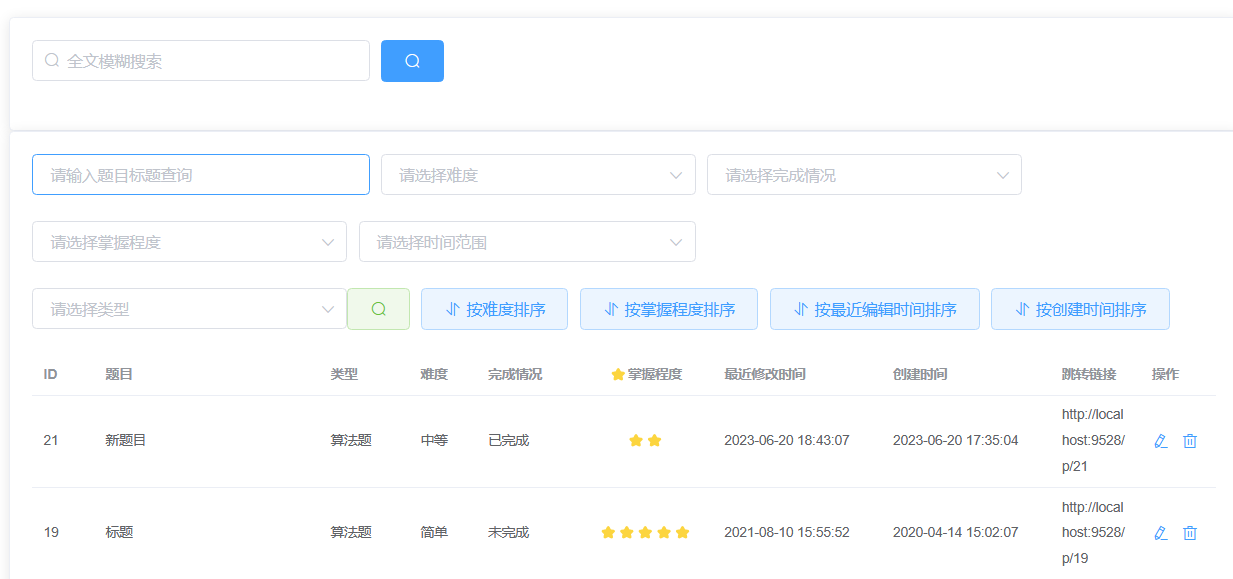 全文模糊搜索
请输入题目标题查询 请选择难度 请选择完成情况
请选择掌握程度 请选择时间范围
请选择类型 按难度排序 按掌握程度排序 按最近编辑时间排序 按创建时间排序
ID 题目 类型 难度 完成情况 掌握程度 最近修改时间 创建时间 跳转链接 操作
http://local
21 新题目 算法题 中等 已完成 2023-06-20 18:43:07 2023-06-20 17:35:04 host:9528/
p/21
http://local
19 标题 算法题 简单 未完成 2021-08-10 15:55:52 2020-04-14 15:02:07 host:9528/
p/19